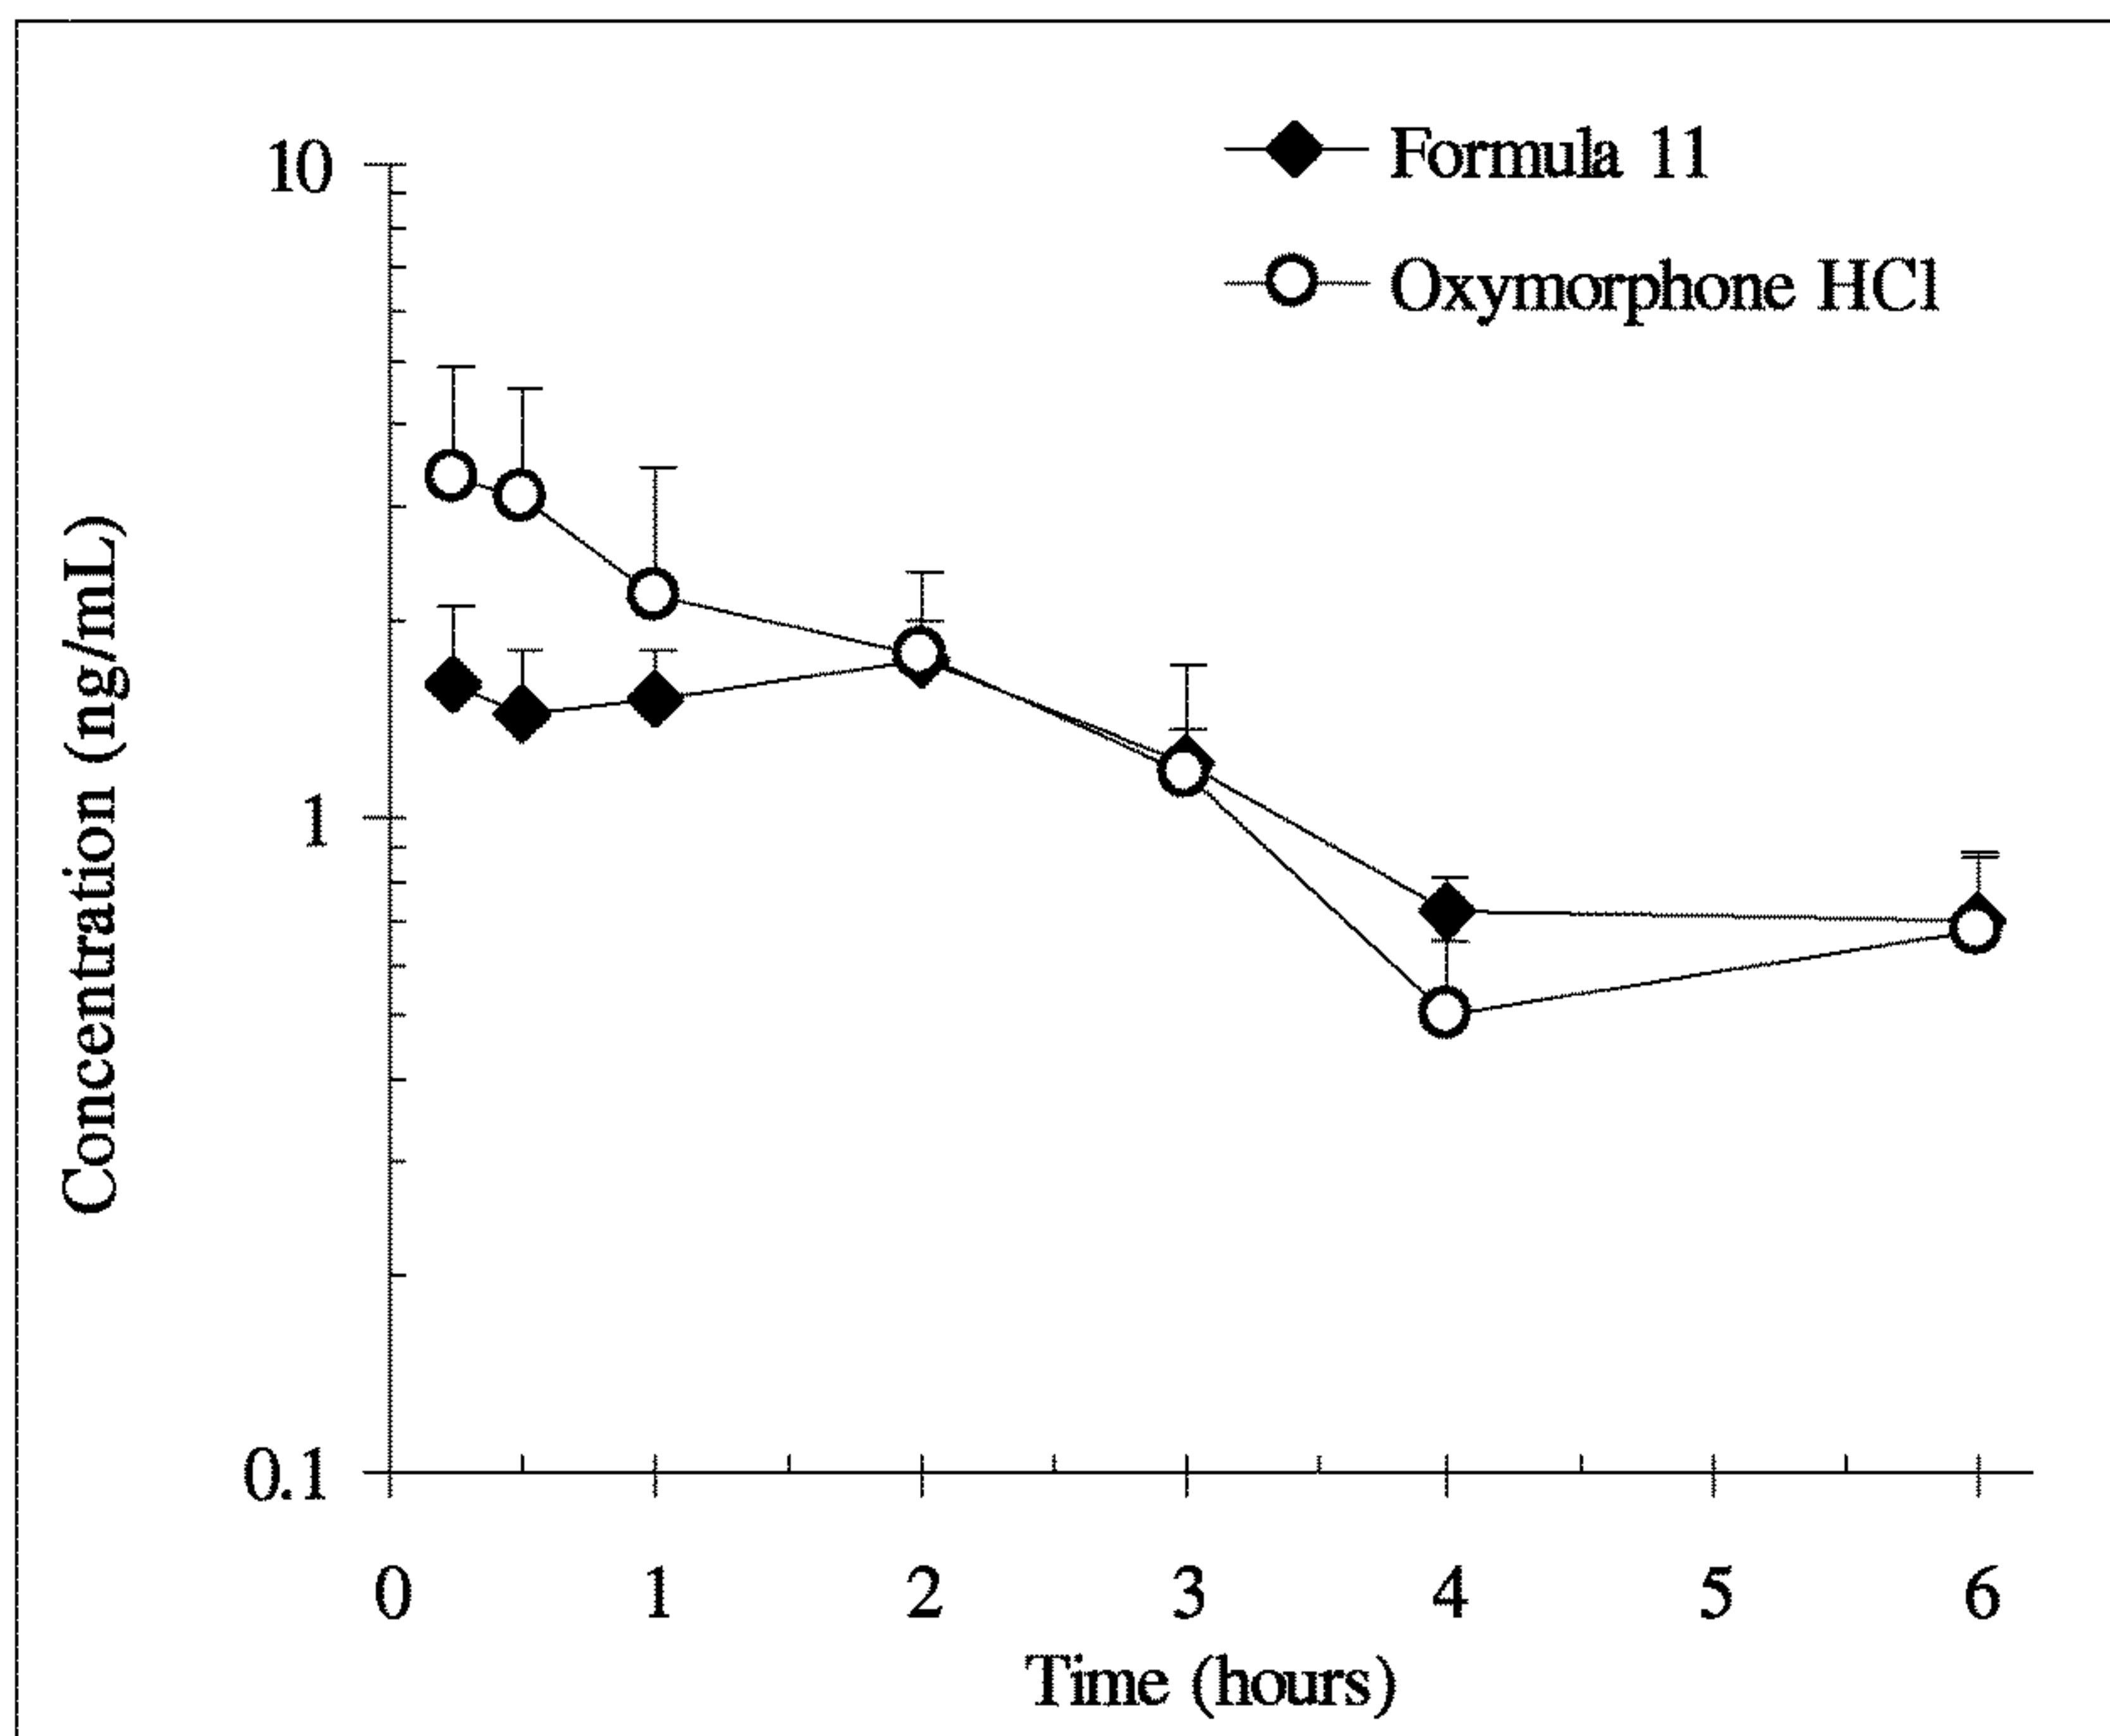 Formula 11
Oxymorphone HCl
10
1
0.1
Concentration (ng/mL)
0 1 2 3 4 5 6
Time (hours)